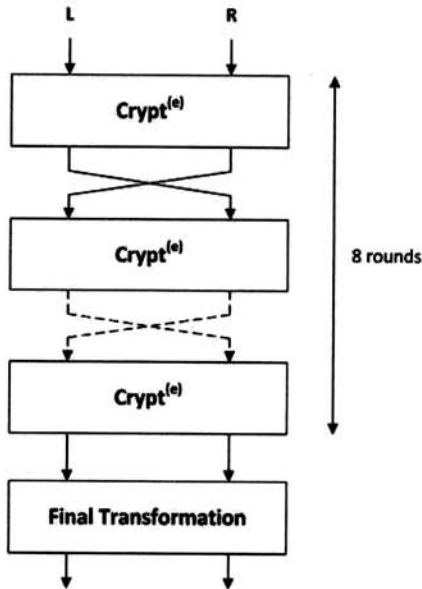 L R
Crypt(e)
Crypt(e)
8 rounds
Crypt(e)
Final Transformation